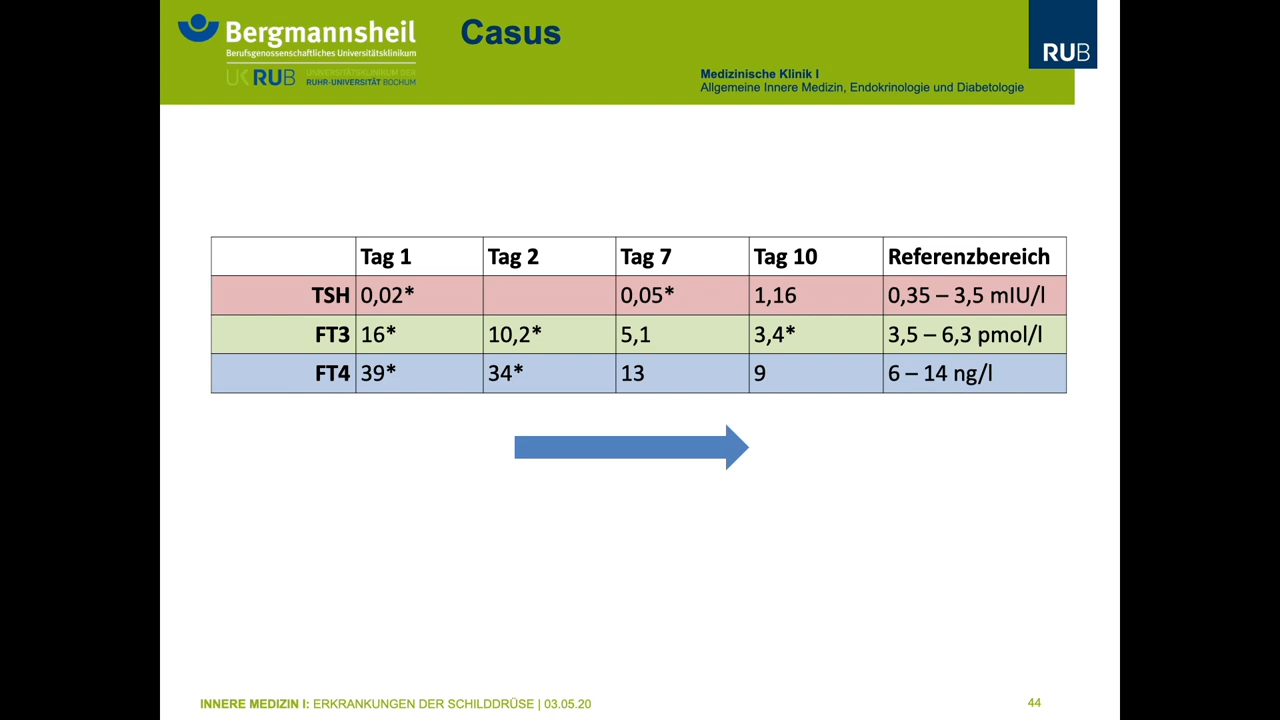 Bergmannsheil
Berufsgenossenschaftliches Universitätsklinikum
UK RUB UNIVERSITÄTSKLINIKUM DER
RUHR-UNIVERSITÄT BOCHUM
Casus
Medizinische Klinik I
Allgemeine Innere Medizin, Endokrinologie und Diabetologie
RUB
Tag 1 Tag 2 Tag 7 Tag 10 Referenzbereich
TSH 0,02* 0,05* 1,16 0,35 – 3,5 mIU/l
FT3 16* 10,2* 5,1 3,4* 3,5 – 6,3 pmol/l
FT4 39* 34* 13 9 6 – 14 ng/l
INNERE MEDIZIN I: ERKRANKUNGEN DER SCHILDDRÜSE | 03.05.20
44